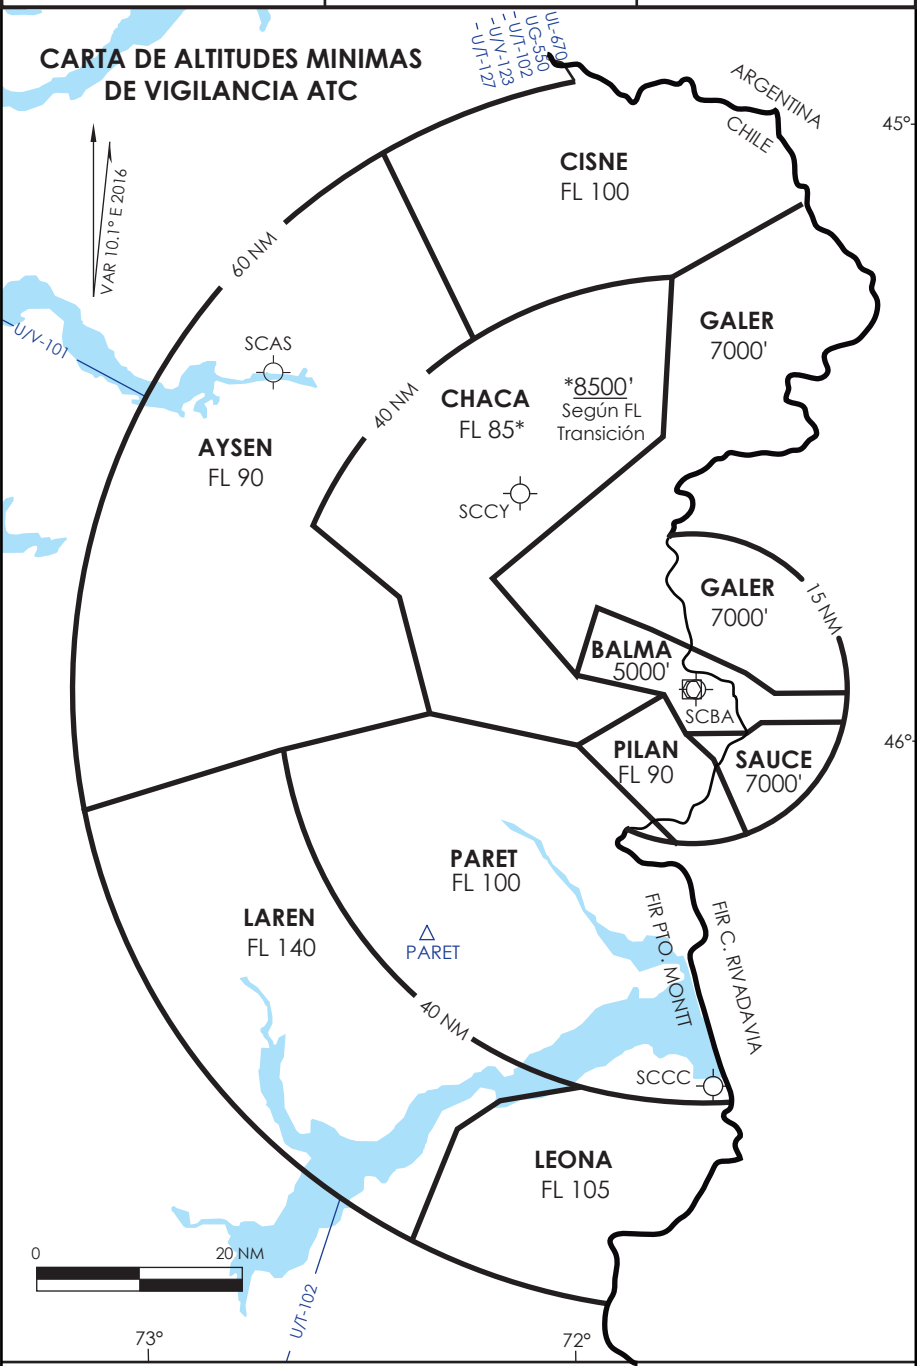 CARTA DE ALTITUDES MINIMAS
DE VIGILANCIA ATC
UL-670
UG-550
- U/T-102
- U/V-123
- U/T-127
ARGENTINA
CHILE
45°
VAR 10.1° E 2016
CISNE
FL 100
60 NM
GALER
7000'
U/V-101
SCAS
40 NM
CHACA
FL 85*
*8500'
Según FL
Transición
AYSEN
FL 90
SCCY
GALER
7000'
15 NM
BALMA
5000'
SCBA
46°
PILAN
FL 90
SAUCE
7000'
PARET
FL 100
LAREN
FL 140
PARET
FIR PTO. MONTT
FIR C. RIVADAVIA
40 NM
SCCC
LEONA
FL 105
0
20 NM
U/T-102
73°
72°